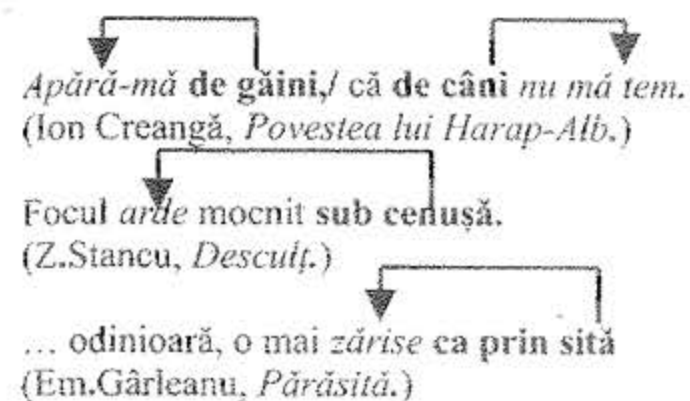 Apără-mă de găini,/ că de câni nu mă tem.
(Ion Creangă, Povestea lui Harap-Alb.)
Focul arde mocnit sub cenușă.
(Z.Stancu, Desculț.)
... odinioară, o mai zărise ca prin sită
(Em.Gârleanu, Părăsită.)